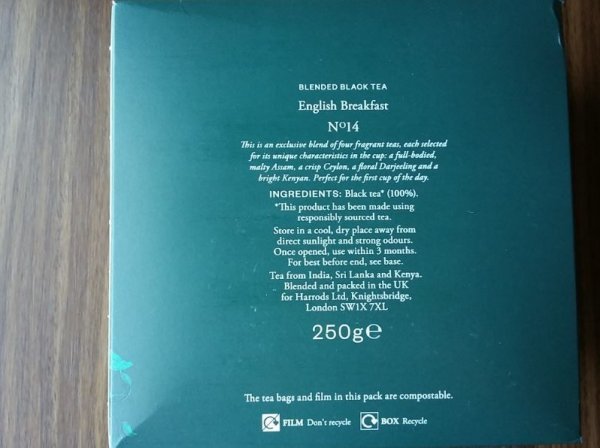 BLENDED BLACK TEA
English Breakfast
Nº14
This is an exclusive blend of four fragrant teas, each selected
for its unique characteristics in the cup: a full-bodied,
malty Assam, a crisp Ceylon, a floral Darjeeling and a
bright Kenyan. Perfect for the first cup of the day.
INGREDIENTS: Black tea* (100%).
*This product has been made using
responsibly sourced tea.
Store in a cool, dry place away from
direct sunlight and strong odours.
Once opened, use within 3 months.
For best before end, see base.
Tea from India, Sri Lanka and Kenya.
Blended and packed in the UK
for Harrods Ltd, Knightsbridge,
London SW1X 7XL
250g℮
The tea bags and film in this pack are compostable.
FILM Don't recycle BOX Recycle